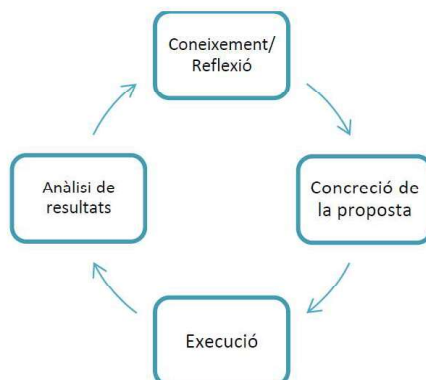 Coneixement/
Reflexió
Concreció de
la proposta
Execució
Anàlisi de
resultats